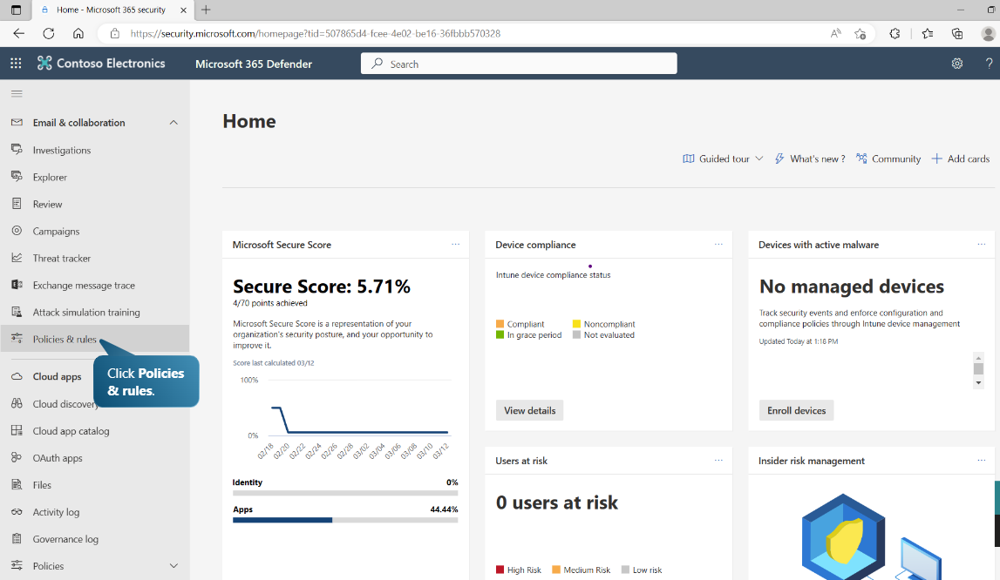 Home - Microsoft 365 security
https://security.microsoft.com/homepage?tid=507865d4-fcee-4e02-be16-36fbbb570328
Contoso Electronics
Microsoft 365 Defender
Search
?
Email & collaboration
Investigations
Explorer
Review
Campaigns
Threat tracker
Exchange message trace
Attack simulation training
Policies & rules
Click Policies
& rules.
Cloud apps
Cloud discovery
Cloud app catalog
OAuth apps
Files
Activity log
Governance log
Policies
Home
Guided tour
What's new ?
Community
Add cards
Microsoft Secure Score
Secure Score: 5.71%
4/70 points achieved
Microsoft Secure Score is a representation of your
organization's security posture, and your opportunity to
improve it.
Score last calculated 03/12
100%
0%
02/18 02/20 02/22 02/24 02/26 02/28 03/02 03/04 03/06 03/08 03/10 03/12
Identity 0%
Apps 44.44%
Device compliance
Intune device compliance status
Compliant
Noncompliant
In grace period
Not evaluated
View details
Devices with active malware
No managed devices
Track security events and enforce configuration and
compliance policies through Intune device management
Updated Today at 1:18 PM
Enroll devices
Users at risk
0 users at risk
High Risk
Medium Risk
Low risk
Insider risk management